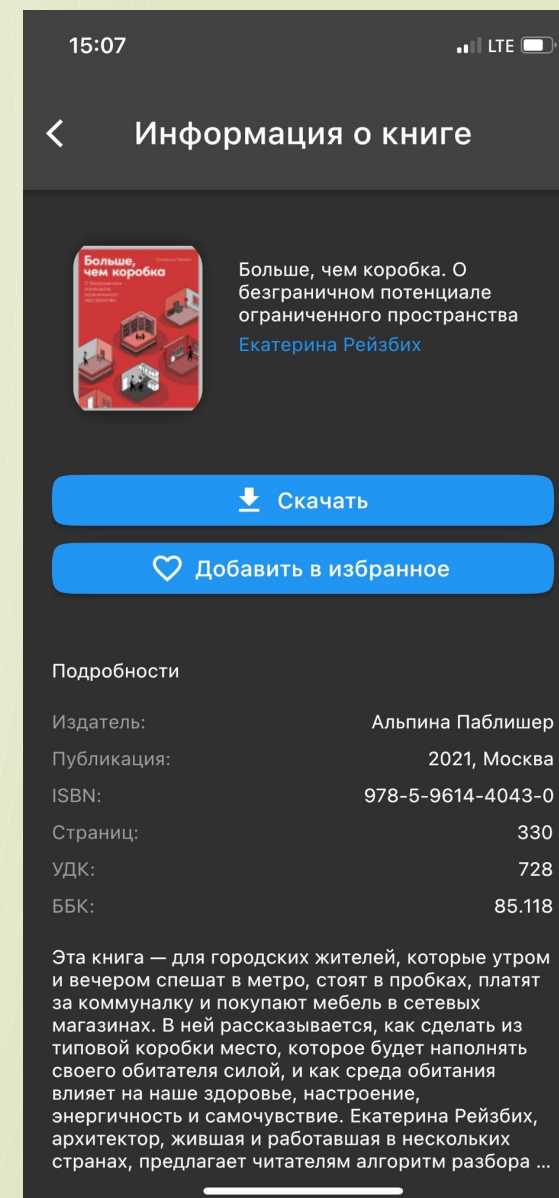 15:07
LTE
Информация о книге
Больше,
чем коробка
Больше, чем коробка. О
безграничном потенциале
ограниченного пространства
Екатерина Рейзбих
Скачать
Добавить в избранное
Подробности
Издатель: Альпина Паблишер
Публикация: 2021, Москва
ISBN: 978-5-9614-4043-0
Страниц: 330
УДК: 728
ББК: 85.118
Эта книга — для городских жителей, которые утром
и вечером спешат в метро, стоят в пробках, платят
за коммуналку и покупают мебель в сетевых
магазинах. В ней рассказывается, как сделать из
типовой коробки место, которое будет наполнять
своего обитателя силой, и как среда обитания
влияет на наше здоровье, настроение,
энергичность и самочувствие. Екатерина Рейзбих,
архитектор, жившая и работавшая в нескольких
странах, предлагает читателям алгоритм разбора ...